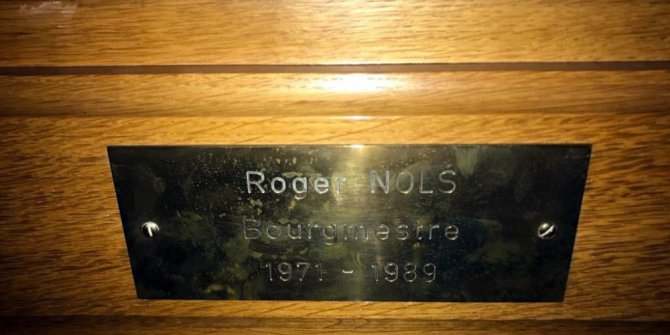 Roger NOLS
Bourgmestre
1971 - 1989